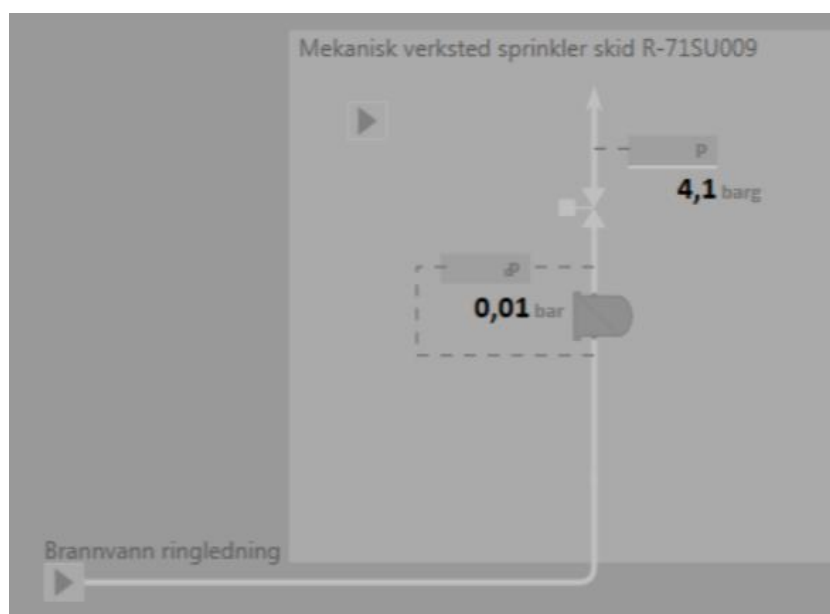 Mekanisk verksted sprinkler skid R-71SU009
P
4,1 barg
dP
0,01 bar
Brannvann ringledning